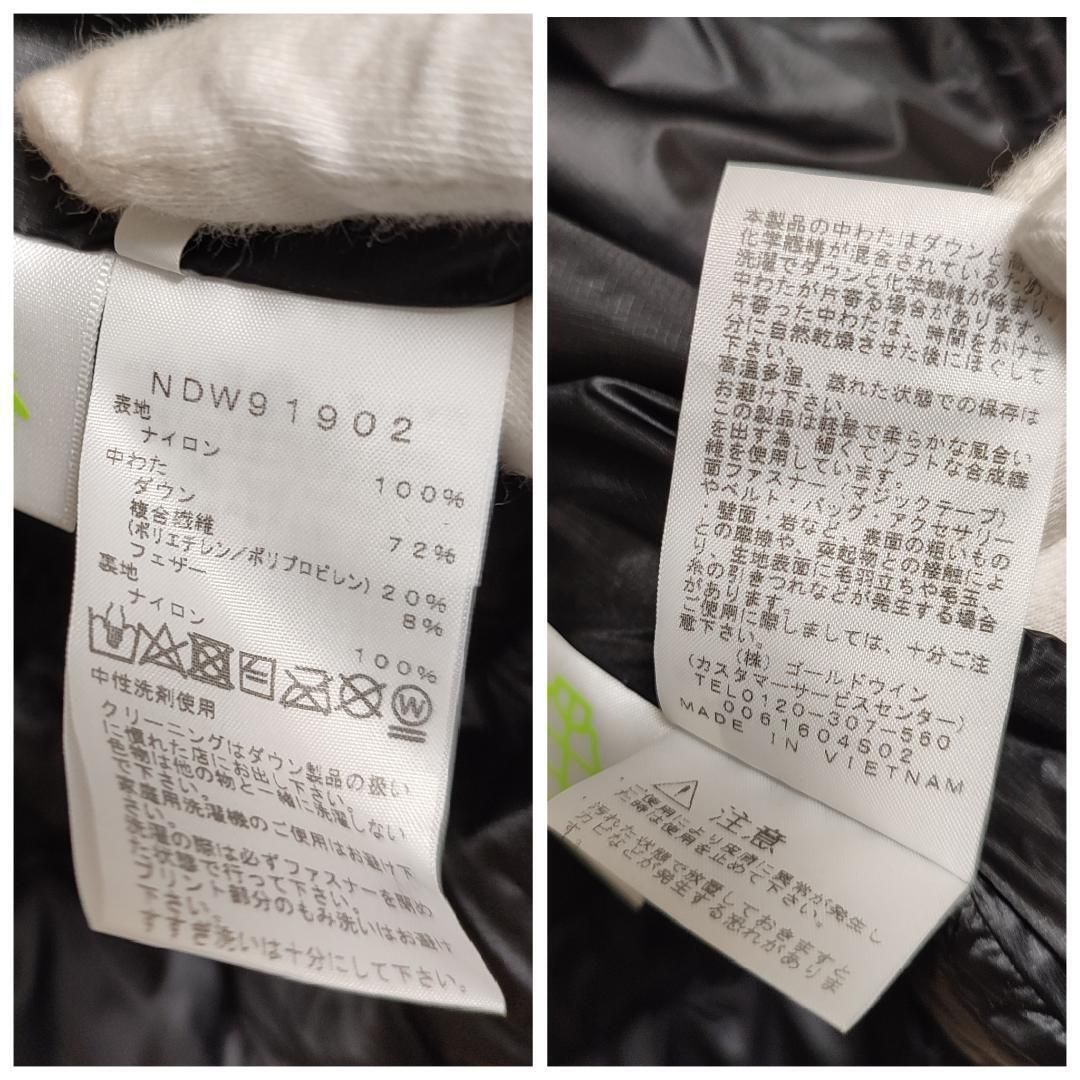 NDW91902
表地
ナイロン
100%
中わた
ダウン
72%
複合繊維
(ポリエチレン/ポリプロピレン) 20%
フェザー
8%
裏地
ナイロン
100%
W
中性洗剤使用
クリーニングはダウン製品の扱い
に慣れた店にお出し下さい。
色物は他の物と一緒に洗濯しない
で下さい。
家庭用洗濯機のご使用はお避け下
さい。
洗濯の際は必ずファスナーを閉め
た状態で行って下さい。
プリント部分のもみ洗いはお避け
下さい。
すすぎ洗いは十分にして下さい。
本製品の中わたはダウンと
化学繊維が混合されているため、
洗濯でダウンと化学繊維が絡まり、
中わたが片寄る場合があります。
片寄った中わたは、時間をかけ十
分に自然乾燥させた後にほぐして
下さい。
高温多湿、蒸れた状態での保存は
お避け下さい。
この製品は軽量で柔らかな風合い
を出す為、細くてソフトな合成繊
維を使用しています。
面ファスナー(マジックテープ)
やベルト・バッグ・アクセサリー
・壁面・岩など、表面の粗いもの
との摩擦や、突起物との接触によ
り、生地表面に毛羽立ちや毛玉、
糸の引きつれなどが発生する場合
があります。
ご使用に際しましては、十分ご注
意下さい。
(株) ゴールドウイン
(カスタマーサービスセンター)
TEL0120-307-560
0061604S02
MADE IN VIETNAM
注意
・ご使用により皮膚に異常が発生し
た時は使用を止めて下さい。
・汚れた状態で放置しておきますと
カビなどが発生する恐れがありま
す。